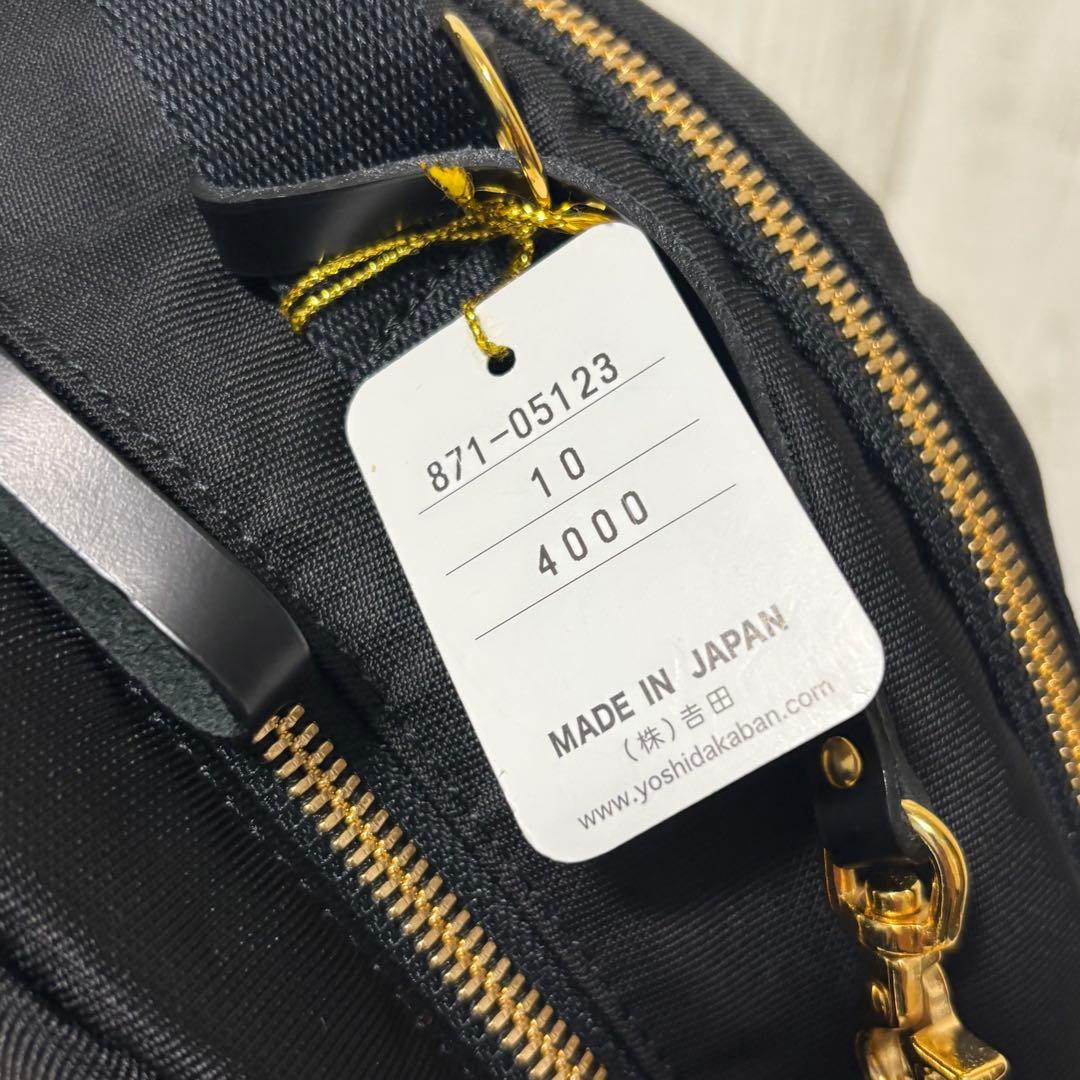 871-05123
10
4000
MADE IN JAPAN
(株)吉田
www.yoshidakaban.com